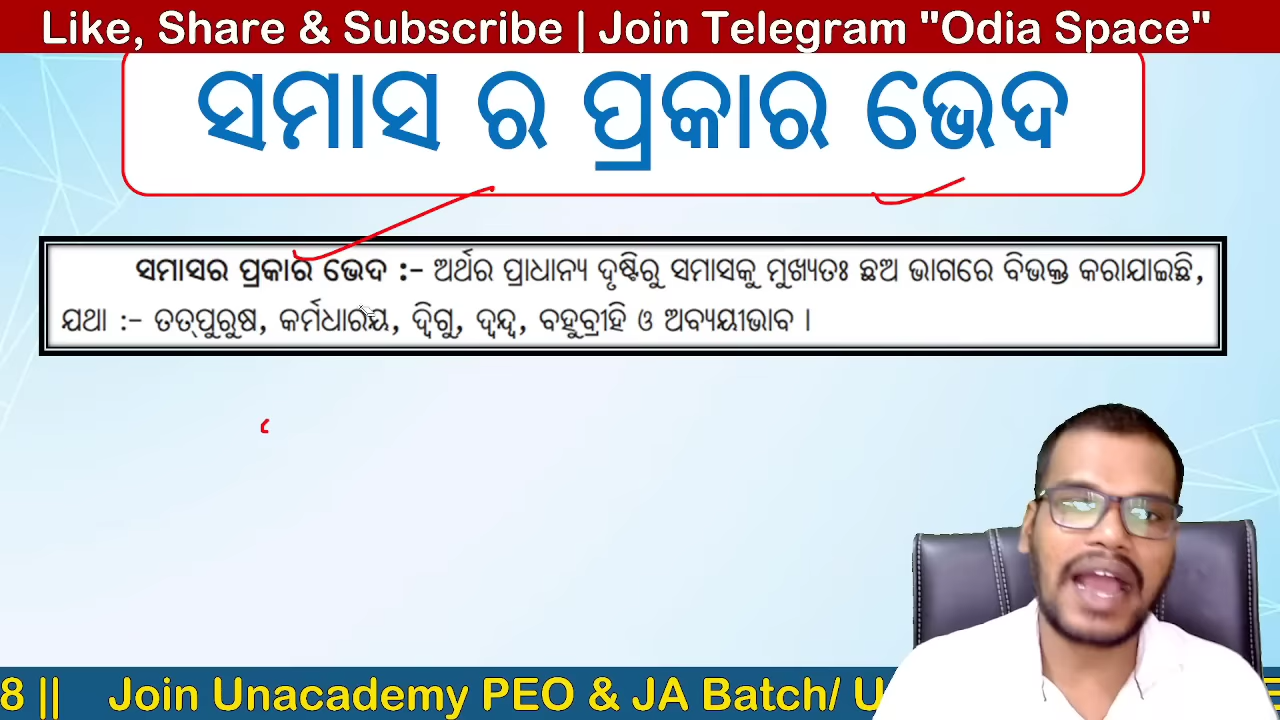 Like, Share & Subscribe | Join Telegram "Odia Space"
ସମାସ ର ପ୍ରକାର ଭେଦ
ସମାସର ପ୍ରକାର ଭେଦ :- ଅର୍ଥର ପ୍ରାଧାନ୍ୟ ଦୃଷ୍ଟିରୁ ସମାସକୁ ମୁଖ୍ୟତଃ ଛଅ ଭାଗରେ ବିଭକ୍ତ କରାଯାଇଛି,
ଯଥା :- ତତ୍ପୁରୁଷ, କର୍ମଧାରୟ, ଦ୍ୱିଗୁ, ଦ୍ୱନ୍ଦ୍ୱ, ବହୁବ୍ରୀହି ଓ ଅବ୍ୟୟୀଭାବ ।
8 || Join Unacademy PEO & JA Batch/ U